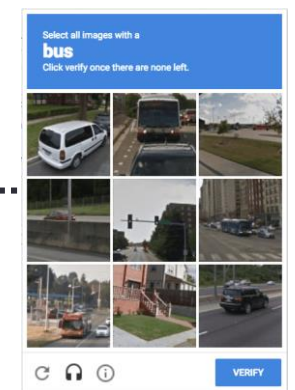 Select all images with a
bus
Click verify once there are none left.
VERIFY